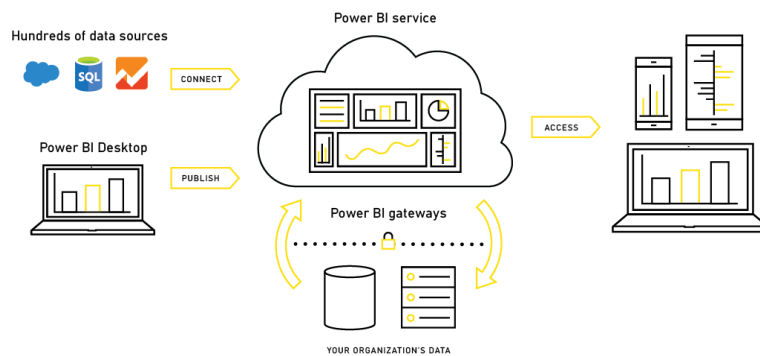 Power BI service
Hundreds of data sources
SQL
CONNECT
ACCESS
Power BI Desktop
PUBLISH
Power BI gateways
YOUR ORGANIZATION'S DATA